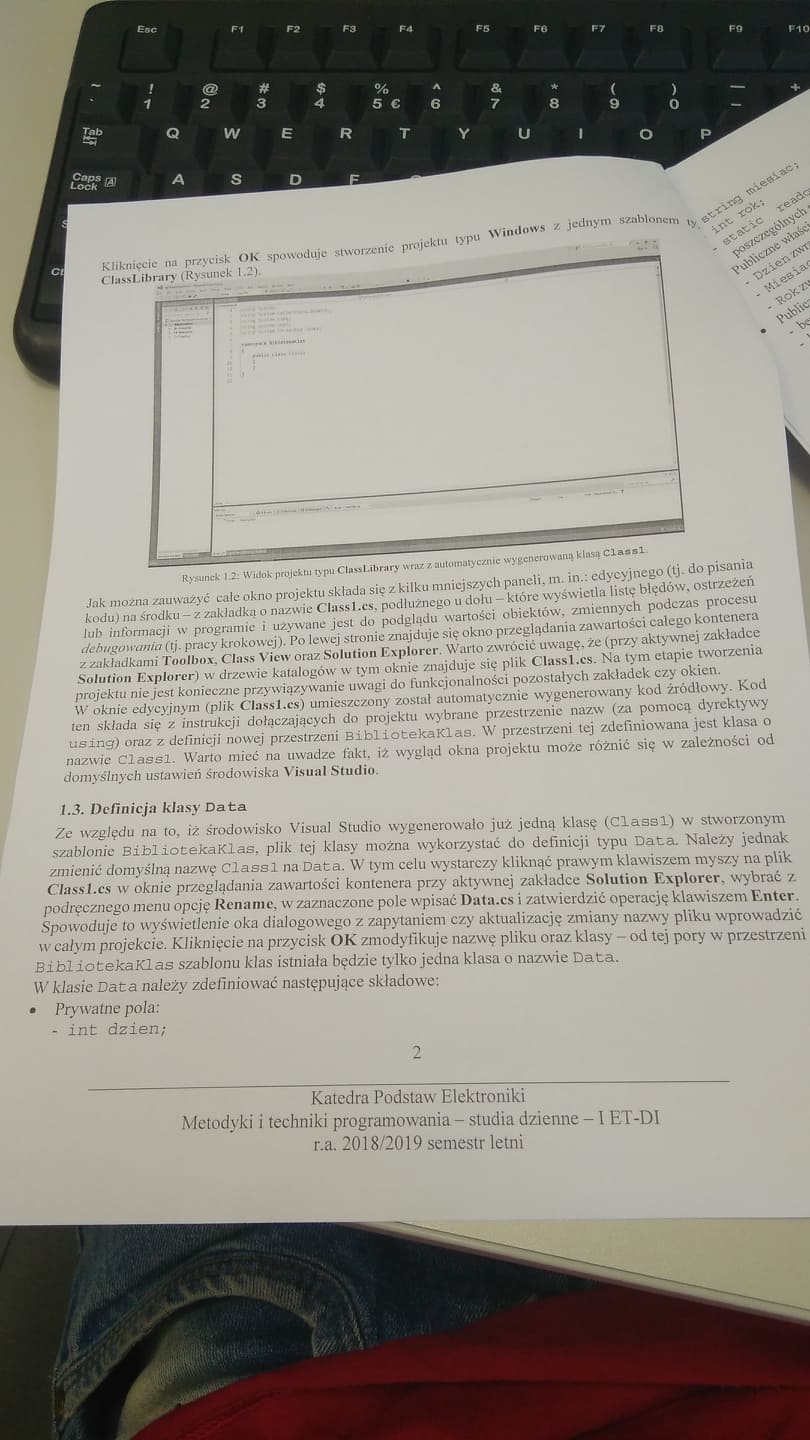 Esc F1 F2 F3 F4 F5 F6 F7 F8 F9 F10
~ ! @ # $ % ^ & * ( ) — +
` 1 2 3 4 5 € 6 7 8 9 0 –
Tab Q W E R T Y U I O P
Caps Lock A A S D F
Kliknięcie na przycisk OK spowoduje stworzenie projektu typu Windows z jednym szablonem
ClassLibrary (Rysunek 1.2).
public class
Rysunek 1.2: Widok projektu typu ClassLibrary wraz z automatycznie wygenerowaną klasą Class1.
Jak można zauważyć całe okno projektu składa się z kilku mniejszych paneli, m. in.: edycyjnego (tj. do pisania
kodu) na środku – z zakładką o nazwie Class1.cs, podłużnego u dołu – które wyświetla listę błędów, ostrzeżeń
lub informacji w programie i używane jest do podglądu wartości obiektów, zmiennych podczas procesu
debugowania (tj. pracy krokowej). Po lewej stronie znajduje się okno przeglądania zawartości całego kontenera
z zakładkami Toolbox, Class View oraz Solution Explorer. Warto zwrócić uwagę, że (przy aktywnej zakładce
Solution Explorer) w drzewie katalogów w tym oknie znajduje się plik Class1.cs. Na tym etapie tworzenia
projektu nie jest konieczne przywiązywanie uwagi do funkcjonalności pozostałych zakładek czy okien.
W oknie edycyjnym (plik Class1.cs) umieszczony został automatycznie wygenerowany kod źródłowy. Kod
ten składa się z instrukcji dołączających do projektu wybrane przestrzenie nazw (za pomocą dyrektywy
using) oraz z definicji nowej przestrzeni BibliotekaKlas. W przestrzeni tej zdefiniowana jest klasa o
nazwie Class1. Warto mieć na uwadze fakt, iż wygląd okna projektu może różnić się w zależności od
domyślnych ustawień środowiska Visual Studio.
1.3. Definicja klasy Data
Ze względu na to, iż środowisko Visual Studio wygenerowało już jedną klasę (Class1) w stworzonym
szablonie BibliotekaKlas, plik tej klasy można wykorzystać do definicji typu Data. Należy jednak
zmienić domyślną nazwę Class1 na Data. W tym celu wystarczy kliknąć prawym klawiszem myszy na plik
Class1.cs w oknie przeglądania zawartości kontenera przy aktywnej zakładce Solution Explorer, wybrać z
podręcznego menu opcję Rename, w zaznaczone pole wpisać Data.cs i zatwierdzić operację klawiszem Enter.
Spowoduje to wyświetlenie oka dialogowego z zapytaniem czy aktualizację zmiany nazwy pliku wprowadzić
w całym projekcie. Kliknięcie na przycisk OK zmodyfikuje nazwę pliku oraz klasy – od tej pory w przestrzeni
BibliotekaKlas szablonu klas istniała będzie tylko jedna klasa o nazwie Data.
W klasie Data należy zdefiniować następujące składowe:
• Prywatne pola:
- int dzien;
2
Katedra Podstaw Elektroniki
Metodyki i techniki programowania – studia dzienne – I ET-DI
r.a. 2018/2019 semestr letni
string miesiac;
int rok;
- static
poszczególnych
Publiczne
- Dzien
- Miesiac
- Rok
•